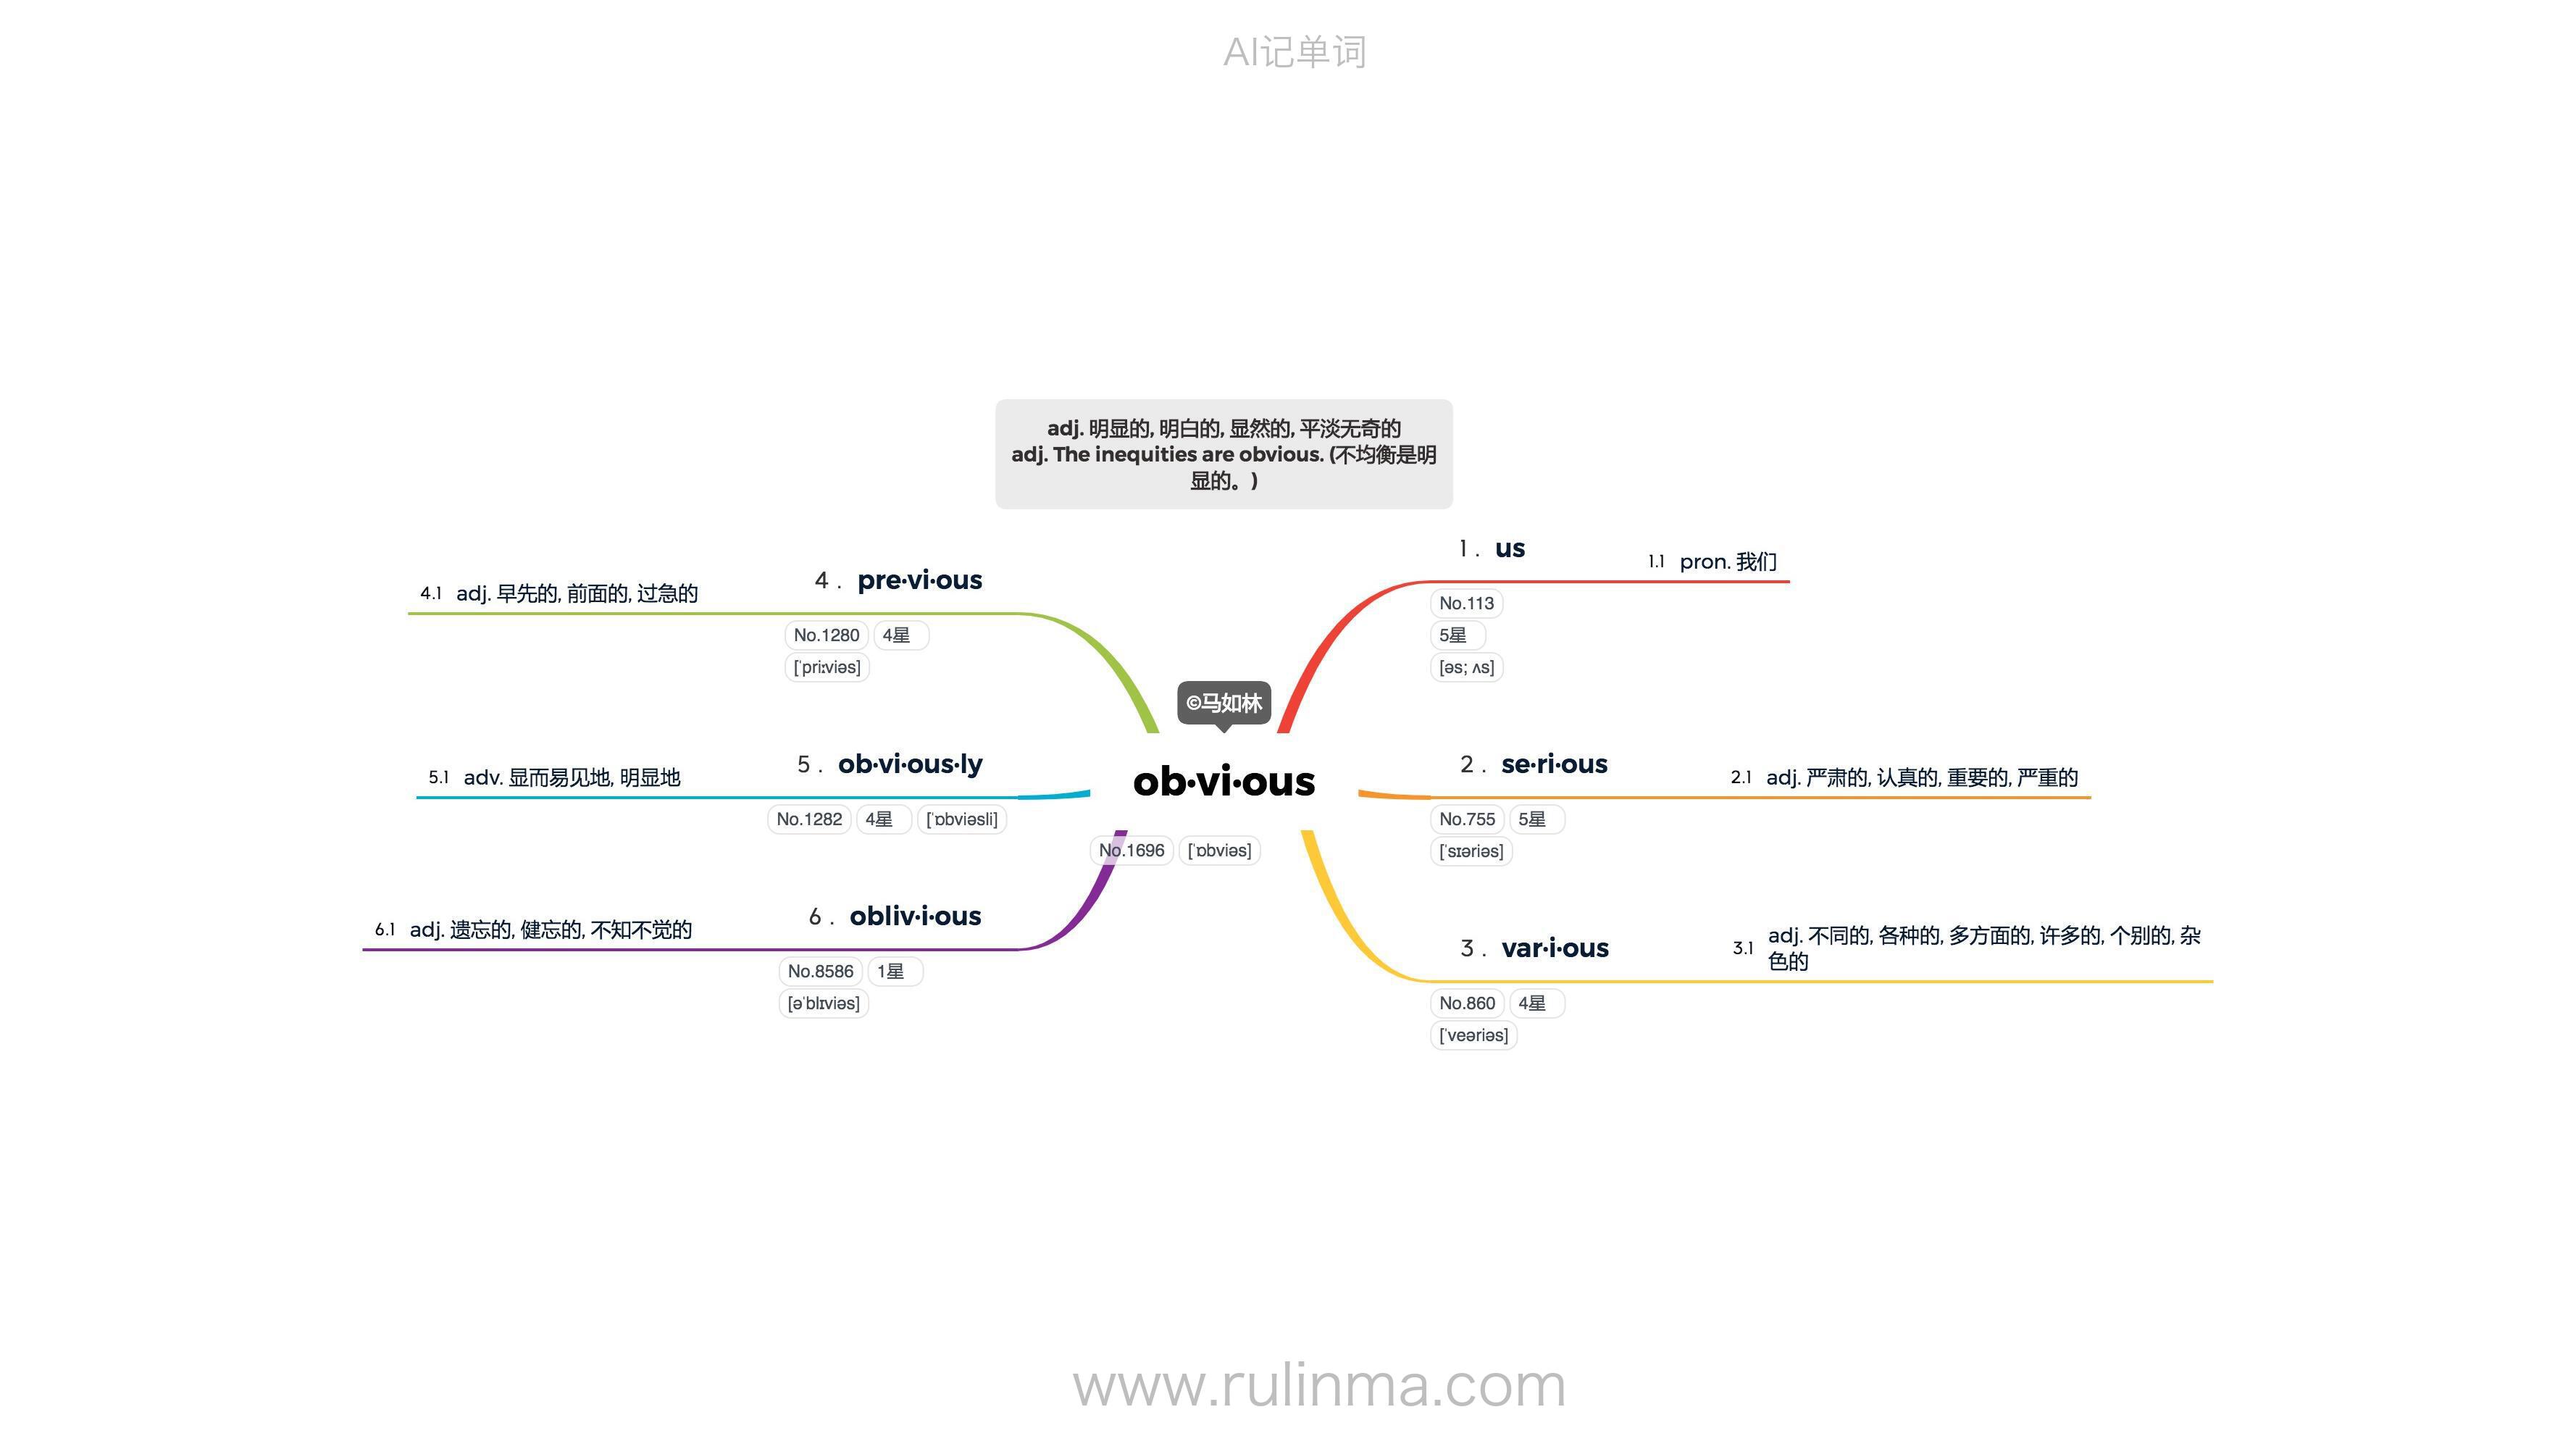 AI记单词
adj. 明显的, 明白的, 显然的, 平淡无奇的
adj. The inequities are obvious. (不均衡是明
显的。)
©马如林
ob·vi·ous
No.1696 [ˈɒbviəs]
1 . us
1.1 pron. 我们
No.113
5星
[əs; ʌs]
2 . se·ri·ous
2.1 adj. 严肃的, 认真的, 重要的, 严重的
No.755 5星
[ˈsɪəriəs]
3 . var·i·ous
3.1 adj. 不同的, 各种的, 多方面的, 许多的, 个别的, 杂
色的
No.860 4星
[ˈveəriəs]
4 . pre·vi·ous
4.1 adj. 早先的, 前面的, 过急的
No.1280 4星
[ˈpriːviəs]
5 . ob·vi·ous·ly
5.1 adv. 显而易见地, 明显地
No.1282 4星 [ˈɒbviəsli]
6 . obliv·i·ous
6.1 adj. 遗忘的, 健忘的, 不知不觉的
No.8586 1星
[əˈblɪviəs]
www.rulinma.com